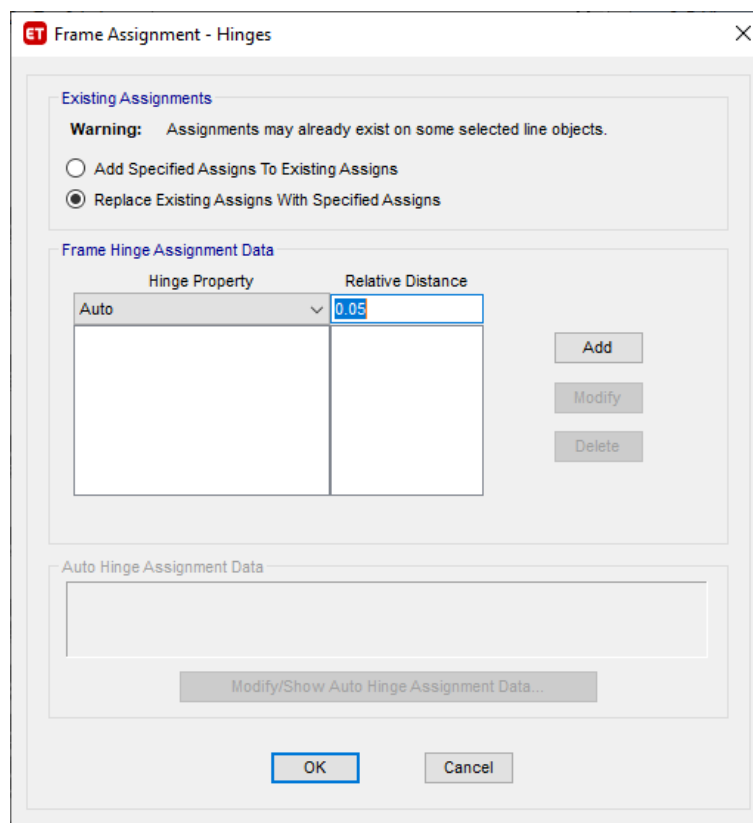 ET Frame Assignment - Hinges
Existing Assignments
Warning: Assignments may already exist on some selected line objects.
Add Specified Assigns To Existing Assigns
Replace Existing Assigns With Specified Assigns
Frame Hinge Assignment Data
Hinge Property Relative Distance
Auto 0.05
Add
Modify
Delete
Auto Hinge Assignment Data
Modify/Show Auto Hinge Assignment Data...
OK Cancel